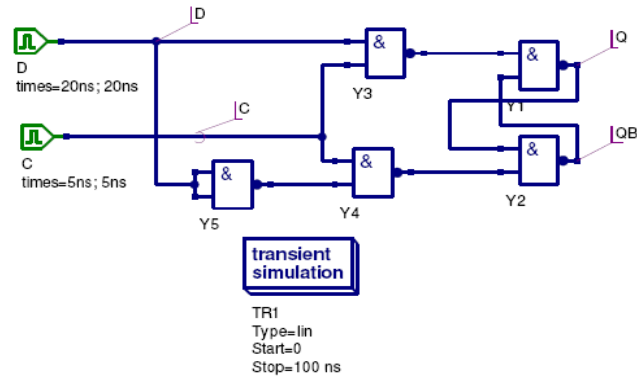 D
Q
&
&
D
times=20ns; 20ns
Y3
C
Y1
QB
&
C
times=5ns; 5ns
&
&
Y5
Y4
Y2
transient
simulation
TR1
Type=lin
Start=0
Stop=100 ns